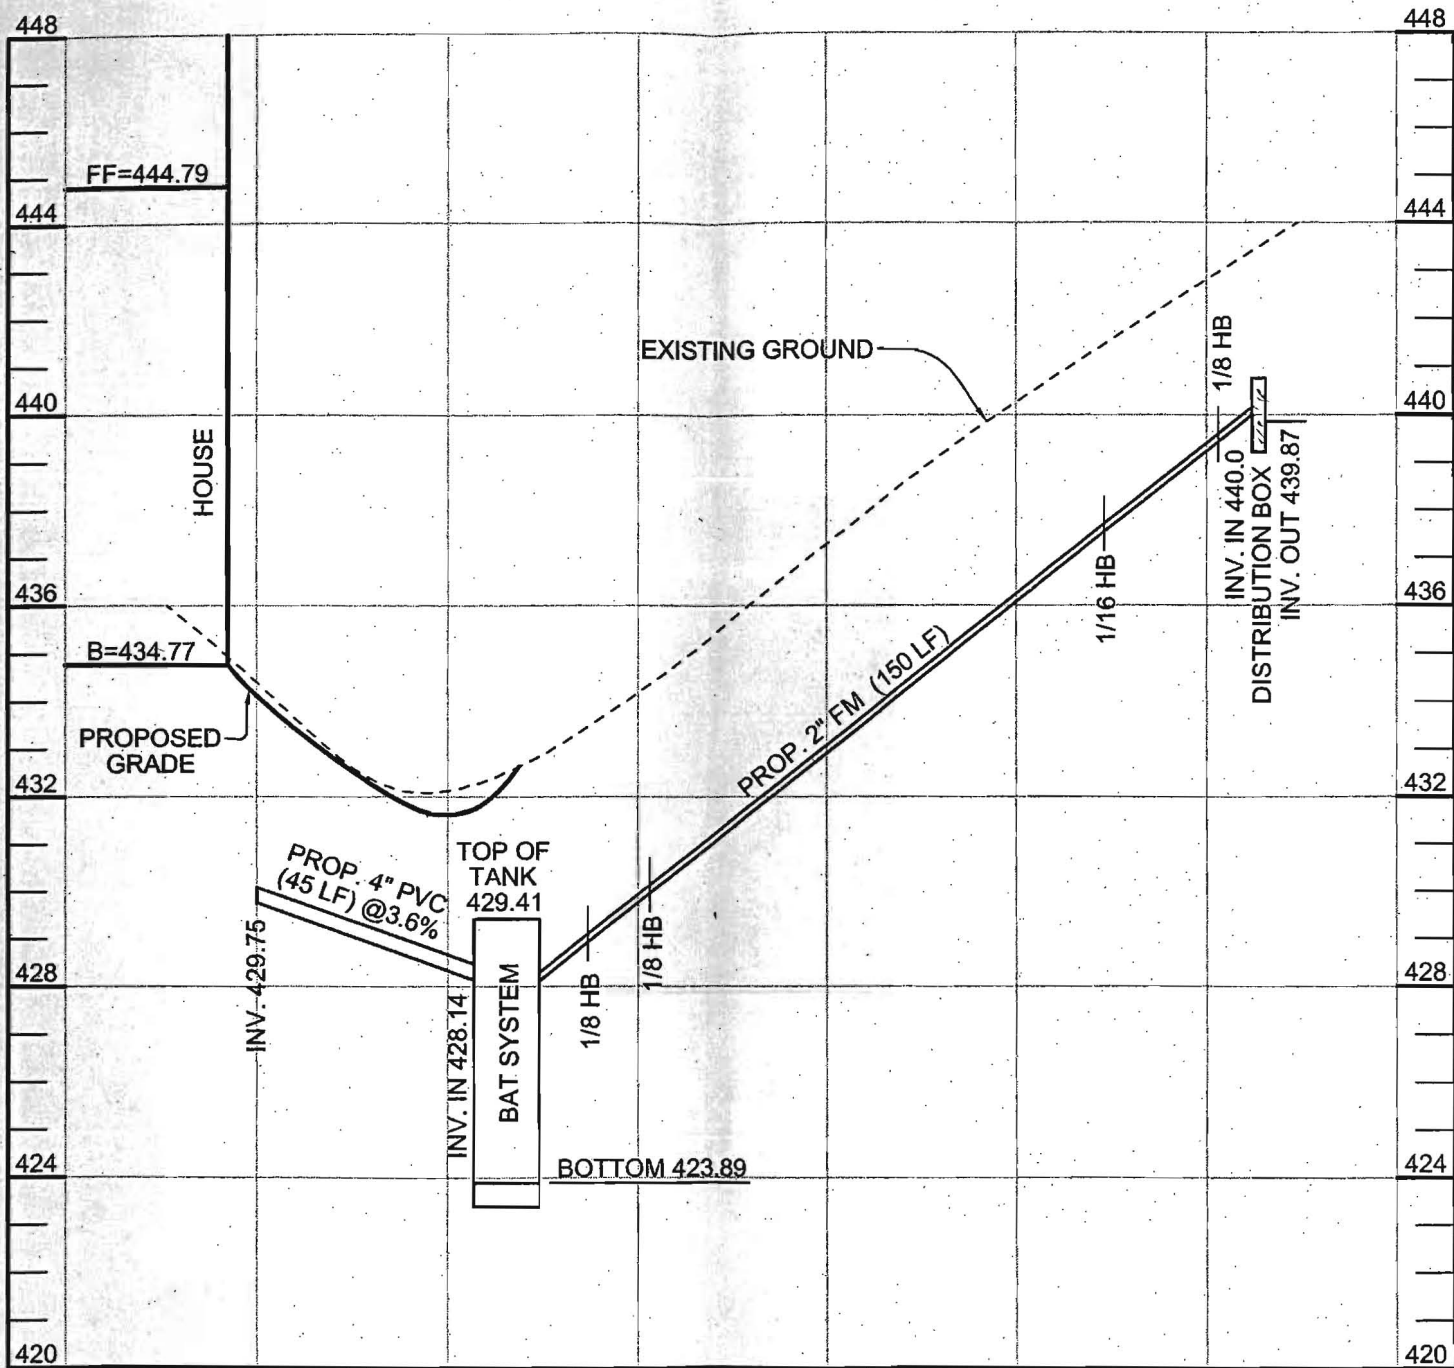 448
448
FF=444.79
444
444
EXISTING GROUND
1/8 HB
440
440
HOUSE
INV. IN 440.0
DISTRIBUTION BOX
INV. OUT 439.87
1/16 HB
436
436
B=434.77
PROPOSED
GRADE
PROP. 2" FM (150 LF)
432
432
PROP. 4" PVC
(45 LF) @3.6%
TOP OF
TANK
429.41
INV. 429.75
INV. IN 428.14
BAT SYSTEM
1/8 HB
1/8 HB
428
428
BOTTOM 423.89
424
424
420
420